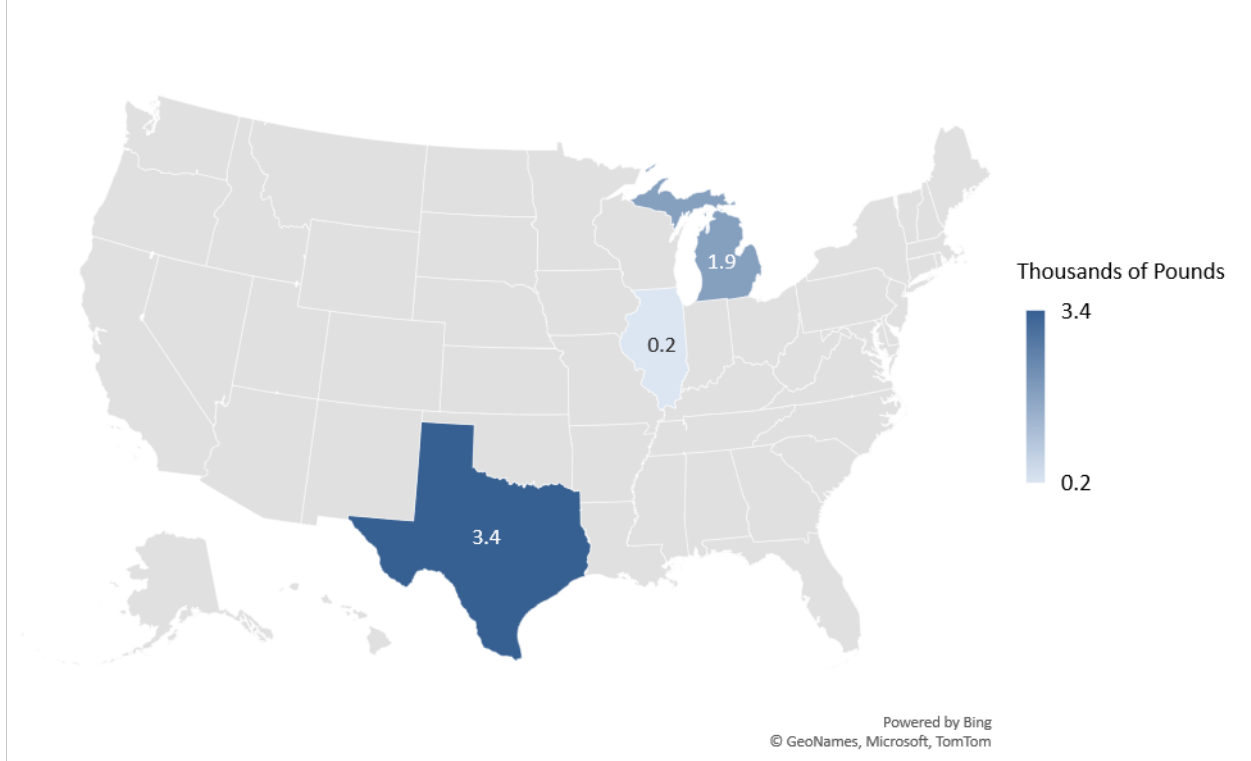 1.9
Thousands of Pounds
3.4
0.2
0.2
3.4
Powered by Bing
© GeoNames, Microsoft, TomTom